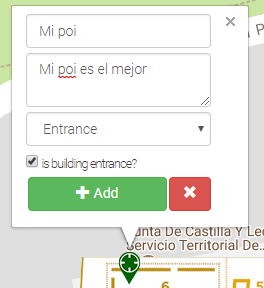 ×
Mi poi
Mi poi es el mejor
Entrance
is building entrance?
Add
unta De Castilla Y Le
Servicio Territorial De...
6
5